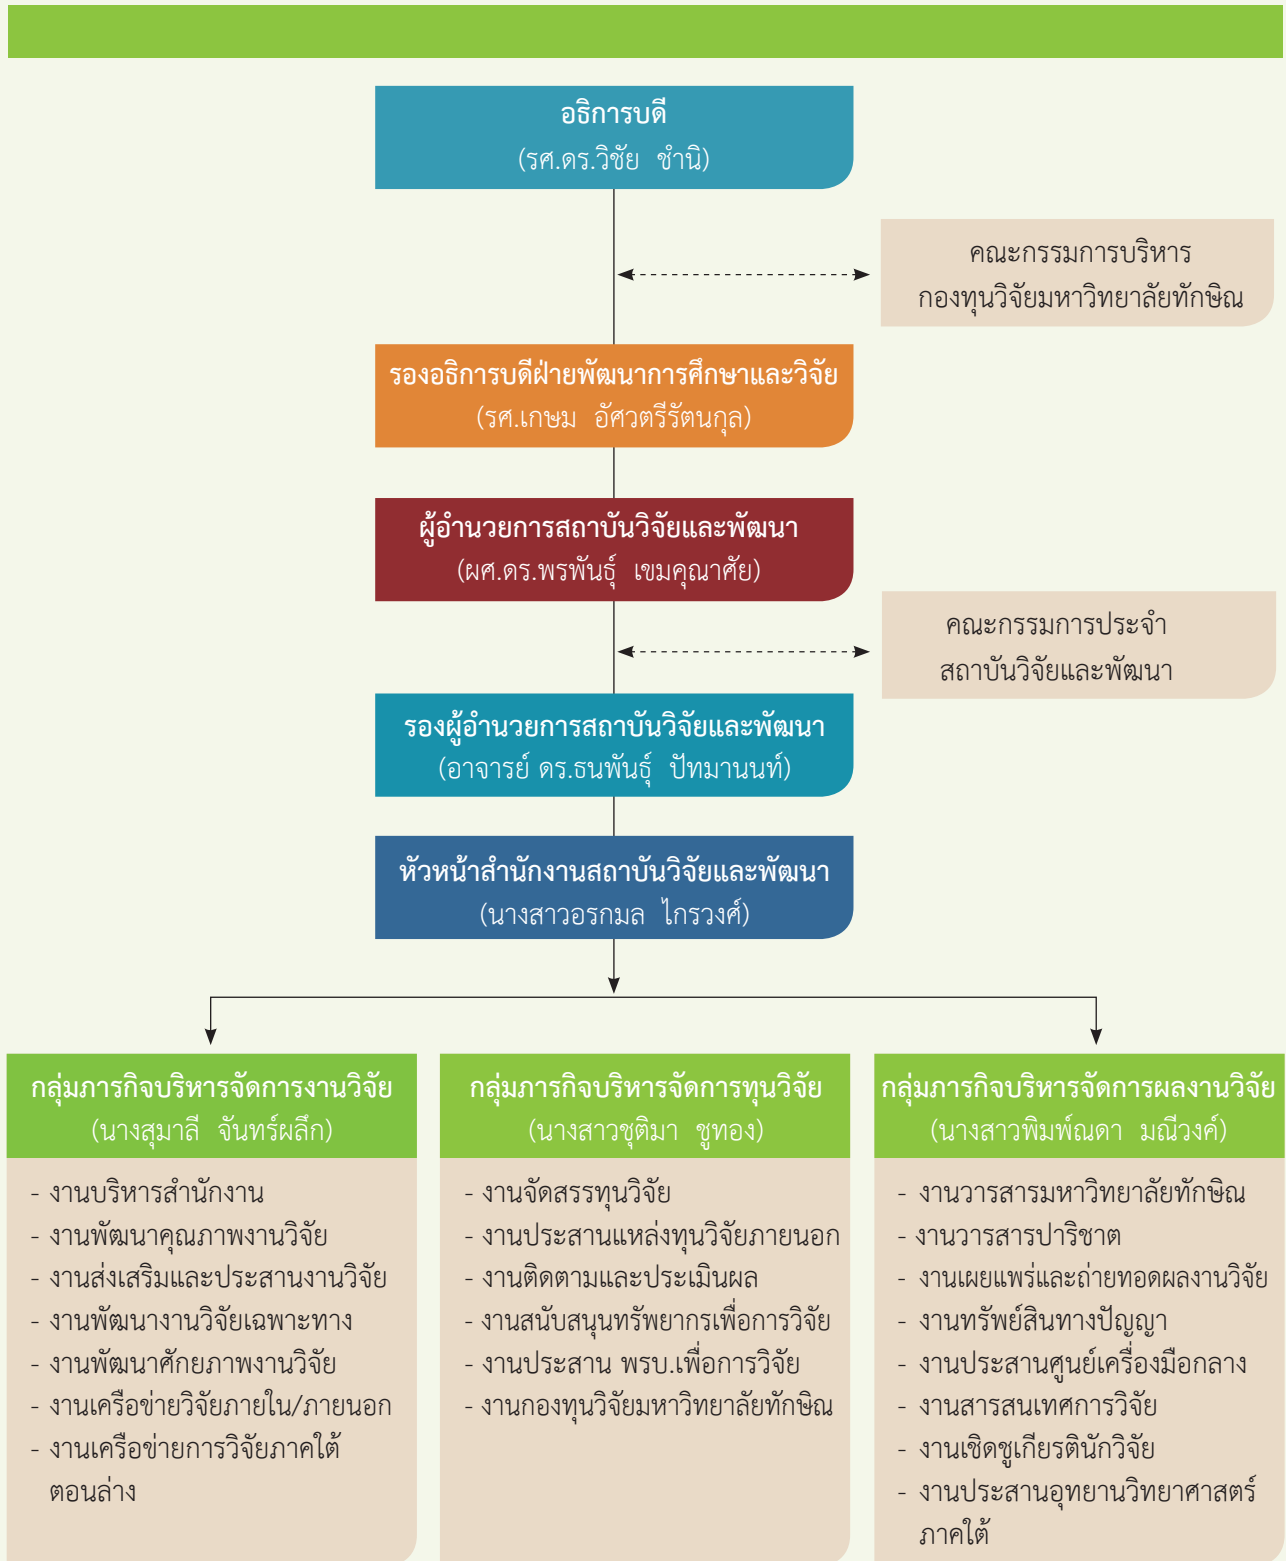 อธิการบดี
(รศ.ดร.วิชัย ชำนิ)
คณะกรรมการบริหาร
กองทุนวิจัยมหาวิทยาลัยทักษิณ
รองอธิการบดีฝ่ายพัฒนาการศึกษาและวิจัย
(รศ.เกษม อัศวตรีรัตนกุล)
ผู้อำนวยการสถาบันวิจัยและพัฒนา
(ผศ.ดร.พรพันธุ์ เขมคุณาศัย)
คณะกรรมการประจำ
สถาบันวิจัยและพัฒนา
รองผู้อำนวยการสถาบันวิจัยและพัฒนา
(อาจารย์ ดร.ธนพันธุ์ ปัทมานนท์)
หัวหน้าสำนักงานสถาบันวิจัยและพัฒนา
(นางสาวอรกมล ไกรวงศ์)
กลุ่มภารกิจบริหารจัดการงานวิจัย
(นางสุมาลี จันทร์ผลึก)
- งานบริหารสำนักงาน
- งานพัฒนาคุณภาพงานวิจัย
- งานส่งเสริมและประสานงานวิจัย
- งานพัฒนางานวิจัยเฉพาะทาง
- งานพัฒนาศักยภาพงานวิจัย
- งานเครือข่ายวิจัยภายใน/ภายนอก
- งานเครือข่ายการวิจัยภาคใต้
ตอนล่าง
กลุ่มภารกิจบริหารจัดการทุนวิจัย
(นางสาวชุติมา ชูทอง)
- งานจัดสรรทุนวิจัย
- งานประสานแหล่งทุนวิจัยภายนอก
- งานติดตามและประเมินผล
- งานสนับสนุนทรัพยากรเพื่อการวิจัย
- งานประสาน พรบ.เพื่อการวิจัย
- งานกองทุนวิจัยมหาวิทยาลัยทักษิณ
กลุ่มภารกิจบริหารจัดการผลงานวิจัย
(นางสาวพิมพ์ณดา มณีวงค์)
- งานวารสารมหาวิทยาลัยทักษิณ
- งานวารสารปาริชาต
- งานเผยแพร่และถ่ายทอดผลงานวิจัย
- งานทรัพย์สินทางปัญญา
- งานประสานศูนย์เครื่องมือกลาง
- งานสารสนเทศการวิจัย
- งานเชิดชูเกียรตินักวิจัย
- งานประสานอุทยานวิทยาศาสตร์
ภาคใต้